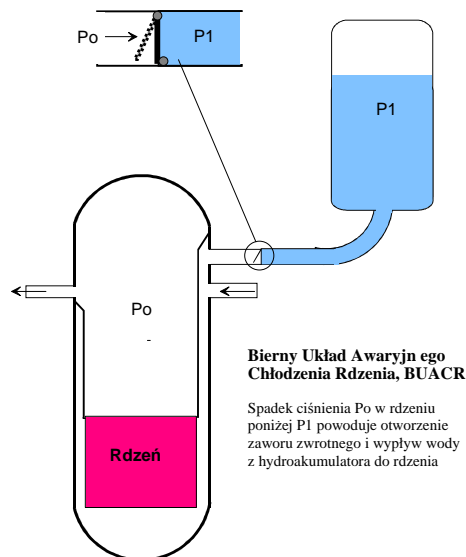 Po
P1
P1
Po
Bierny Układ Awaryjn ego
Chłodzenia Rdzenia, BUACR
Spadek ciśnienia Po w rdzeniu
poniżej P1 powoduje otworzenie
zaworu zwrotnego i wypływ wody
z hydroakumulatora do rdzenia
Rdzeń